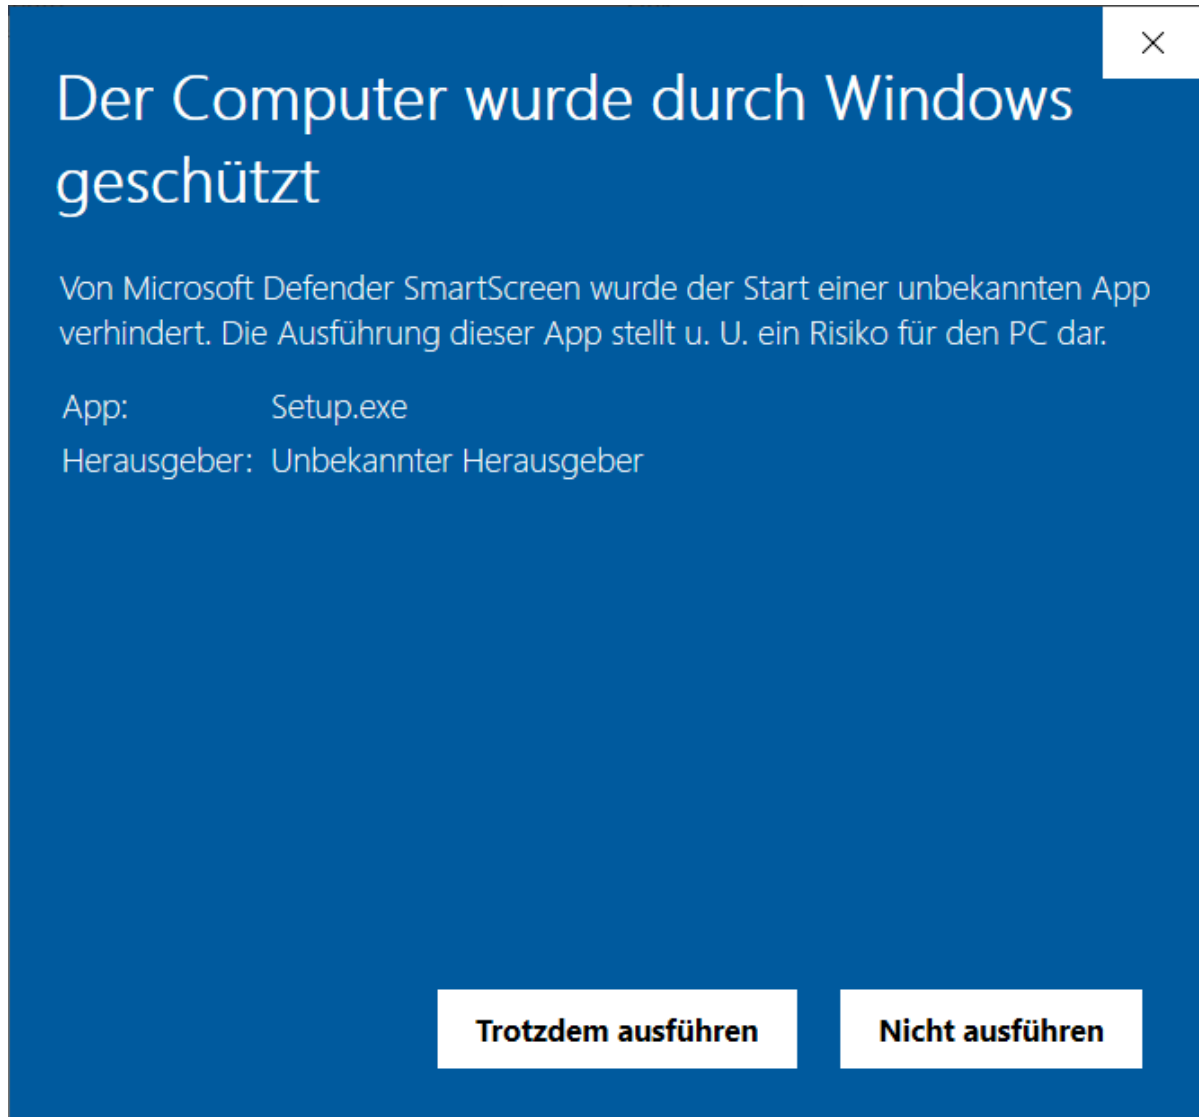 Der Computer wurde durch Windows
geschützt
Von Microsoft Defender SmartScreen wurde der Start einer unbekannten App
verhindert. Die Ausführung dieser App stellt u. U. ein Risiko für den PC dar.
App: Setup.exe
Herausgeber: Unbekannter Herausgeber
Trotzdem ausführen Nicht ausführen